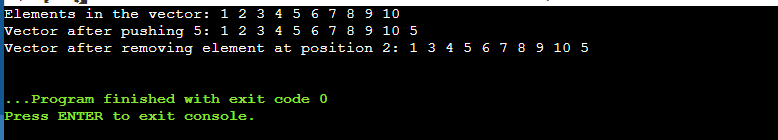 Elements in the vector: 1 2 3 4 5 6 7 8 9 10
Vector after pushing 5: 1 2 3 4 5 6 7 8 9 10 5
Vector after removing element at position 2: 1 3 4 5 6 7 8 9 10 5
...Program finished with exit code 0
Press ENTER to exit console.